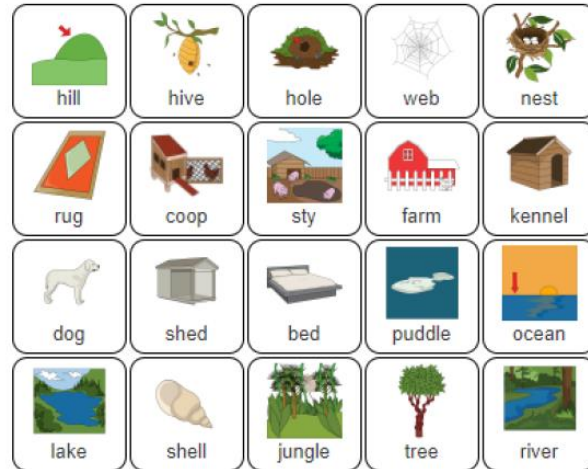 hill hive hole web nest
rug coop sty farm kennel
dog shed bed puddle ocean
lake shell jungle tree river